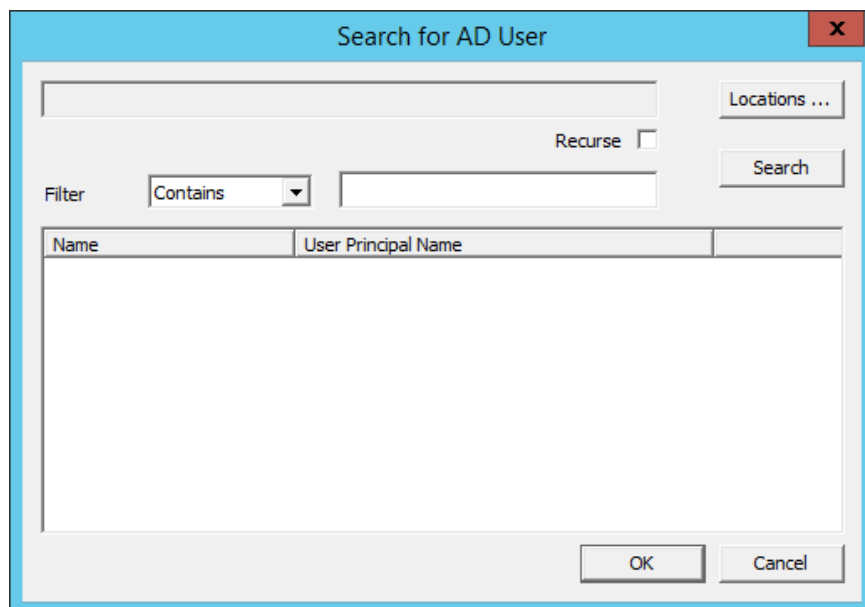 Search for AD User
x
Locations ...
Recurse
Search
Filter Contains
Name User Principal Name
OK Cancel